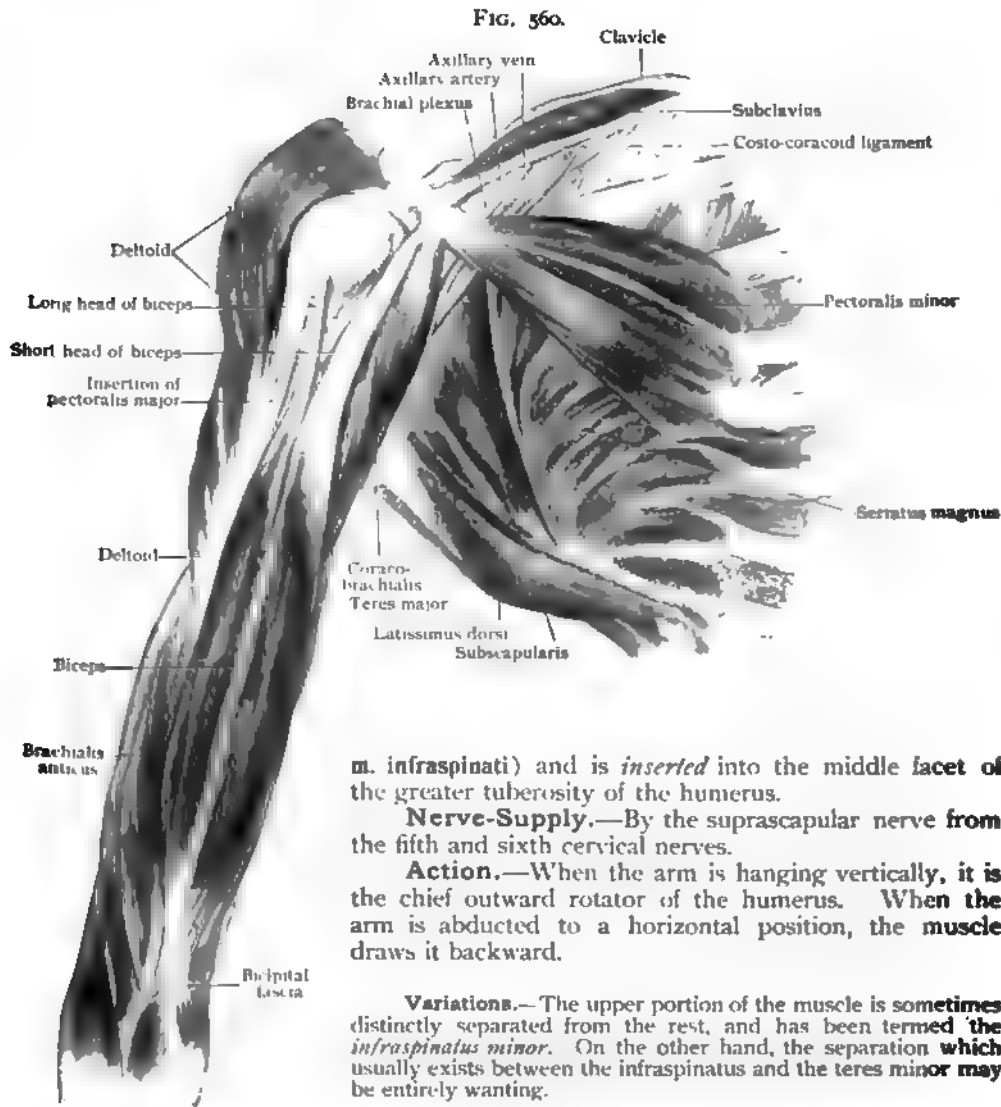 FIG. 560.
Clavicle
Axillary vein
Axillary artery
Brachial plexus
Subclavius
Costo-coracoid ligament
Deltoid
Long head of biceps
Pectoralis minor
Short head of biceps
Insertion of
pectoralis major
Serratus magnus
Deltoid
Coraco-
brachialis
Teres major
Latissimus dorsi
Subscapularis
Biceps
Brachialis
anticus
Bicipital
fascia
m. infraspinati) and is inserted into the middle facet of
the greater tuberosity of the humerus.
Nerve-Supply.—By the suprascapular nerve from
the fifth and sixth cervical nerves.
Action.—When the arm is hanging vertically, it is
the chief outward rotator of the humerus. When the
arm is abducted to a horizontal position, the muscle
draws it backward.
Variations.—The upper portion of the muscle is sometimes
distinctly separated from the rest, and has been termed the
infraspinatus minor. On the other hand, the separation which
usually exists between the infraspinatus and the teres minor may
be entirely wanting.